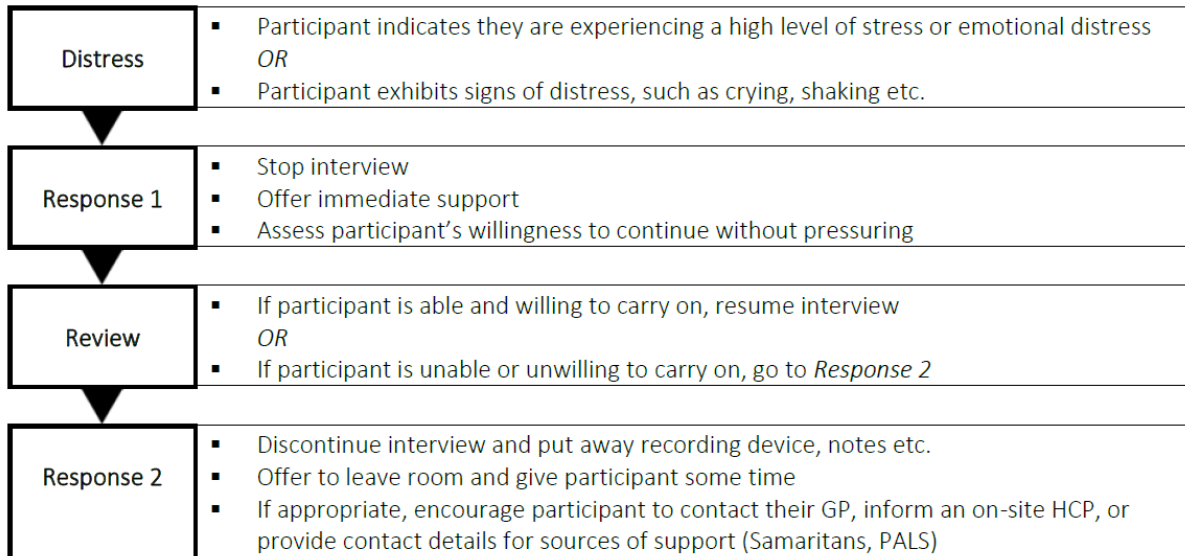 Distress
▪ Participant indicates they are experiencing a high level of stress or emotional distress
OR
▪ Participant exhibits signs of distress, such as crying, shaking etc.
Response 1
▪ Stop interview
▪ Offer immediate support
▪ Assess participant’s willingness to continue without pressuring
Review
▪ If participant is able and willing to carry on, resume interview
OR
▪ If participant is unable or unwilling to carry on, go to Response 2
Response 2
▪ Discontinue interview and put away recording device, notes etc.
▪ Offer to leave room and give participant some time
▪ If appropriate, encourage participant to contact their GP, inform an on-site HCP, or
provide contact details for sources of support (Samaritans, PALS)